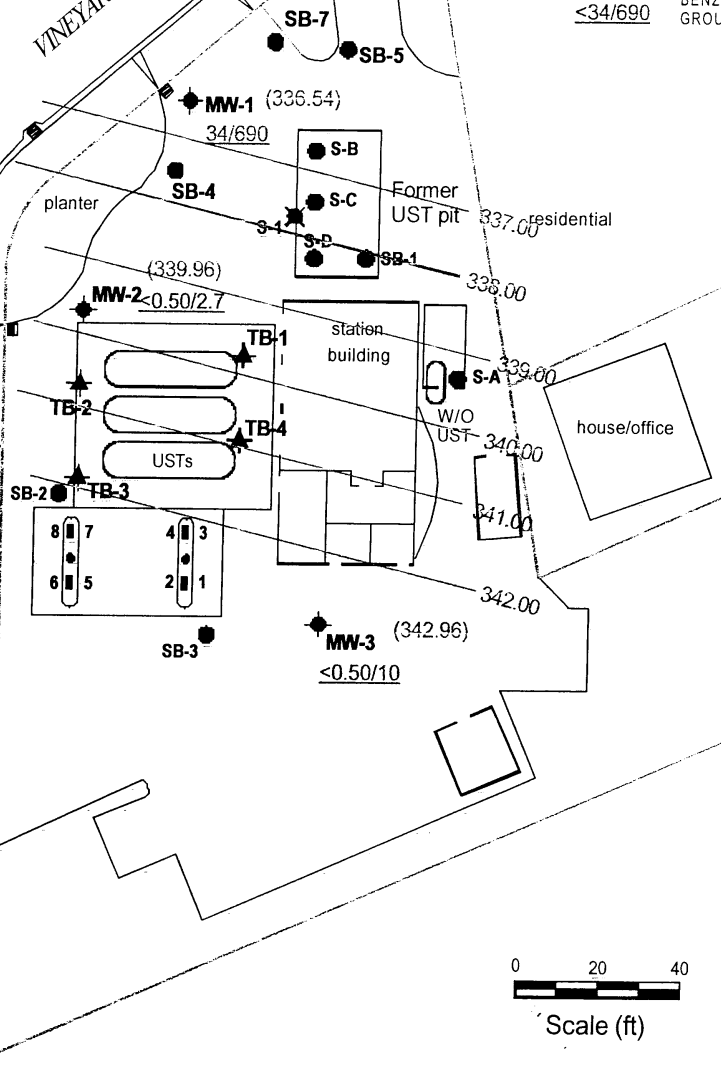 SB-7
<34/690
GROU
VINEYAR
SB-5
MW-1 (336.54)
34/690
S-B
SB-4
S-C
Former
UST pit
planter
S-1
337.00
residential
S-D
SB-1
(339.96)
338.00
MW-2
<0.50/2.7
station
building
TB-1
339.00
S-A
TB-2
W/O
UST
TB-4
house/office
340.00
USTs
SB-2
TB-3
341.00
8 7
4 3
6 5
2 1
342.00
SB-3
MW-3
(342.96)
<0.50/10
0 20 40
Scale (ft)